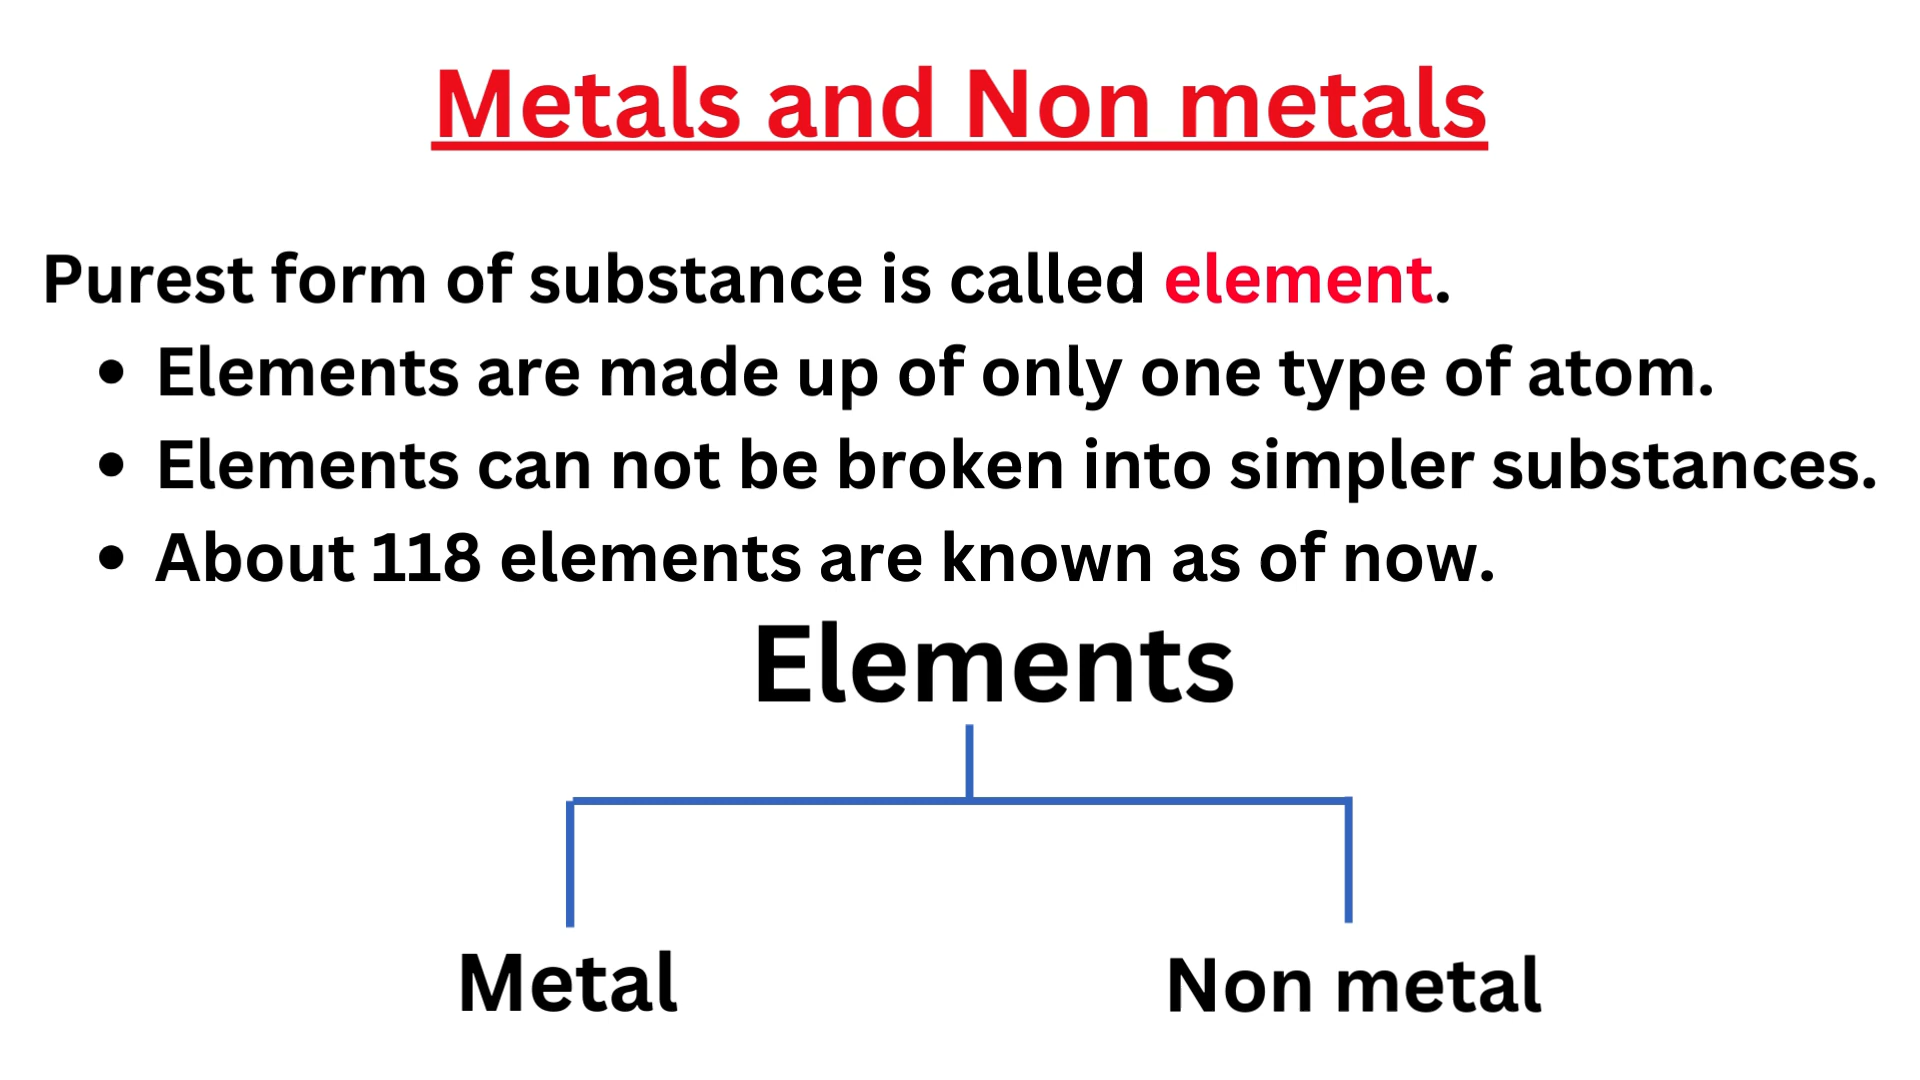 Metals and Non metals
Purest form of substance is called element.
• Elements are made up of only one type of atom.
• Elements can not be broken into simpler substances.
• About 118 elements are known as of now.
Elements
Metal
Non metal